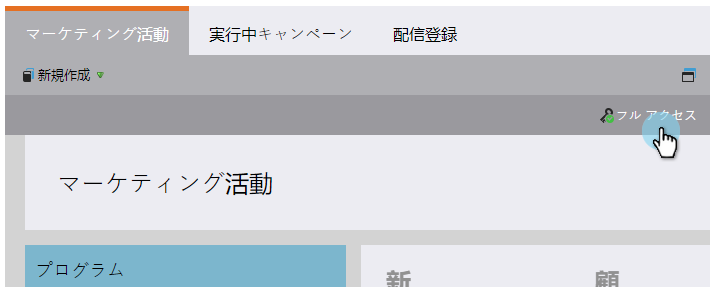 マーケティング活動 実行中キャンペーン 配信登録
新規作成
フル アクセス
マーケティング活動
プログラム
新 顧